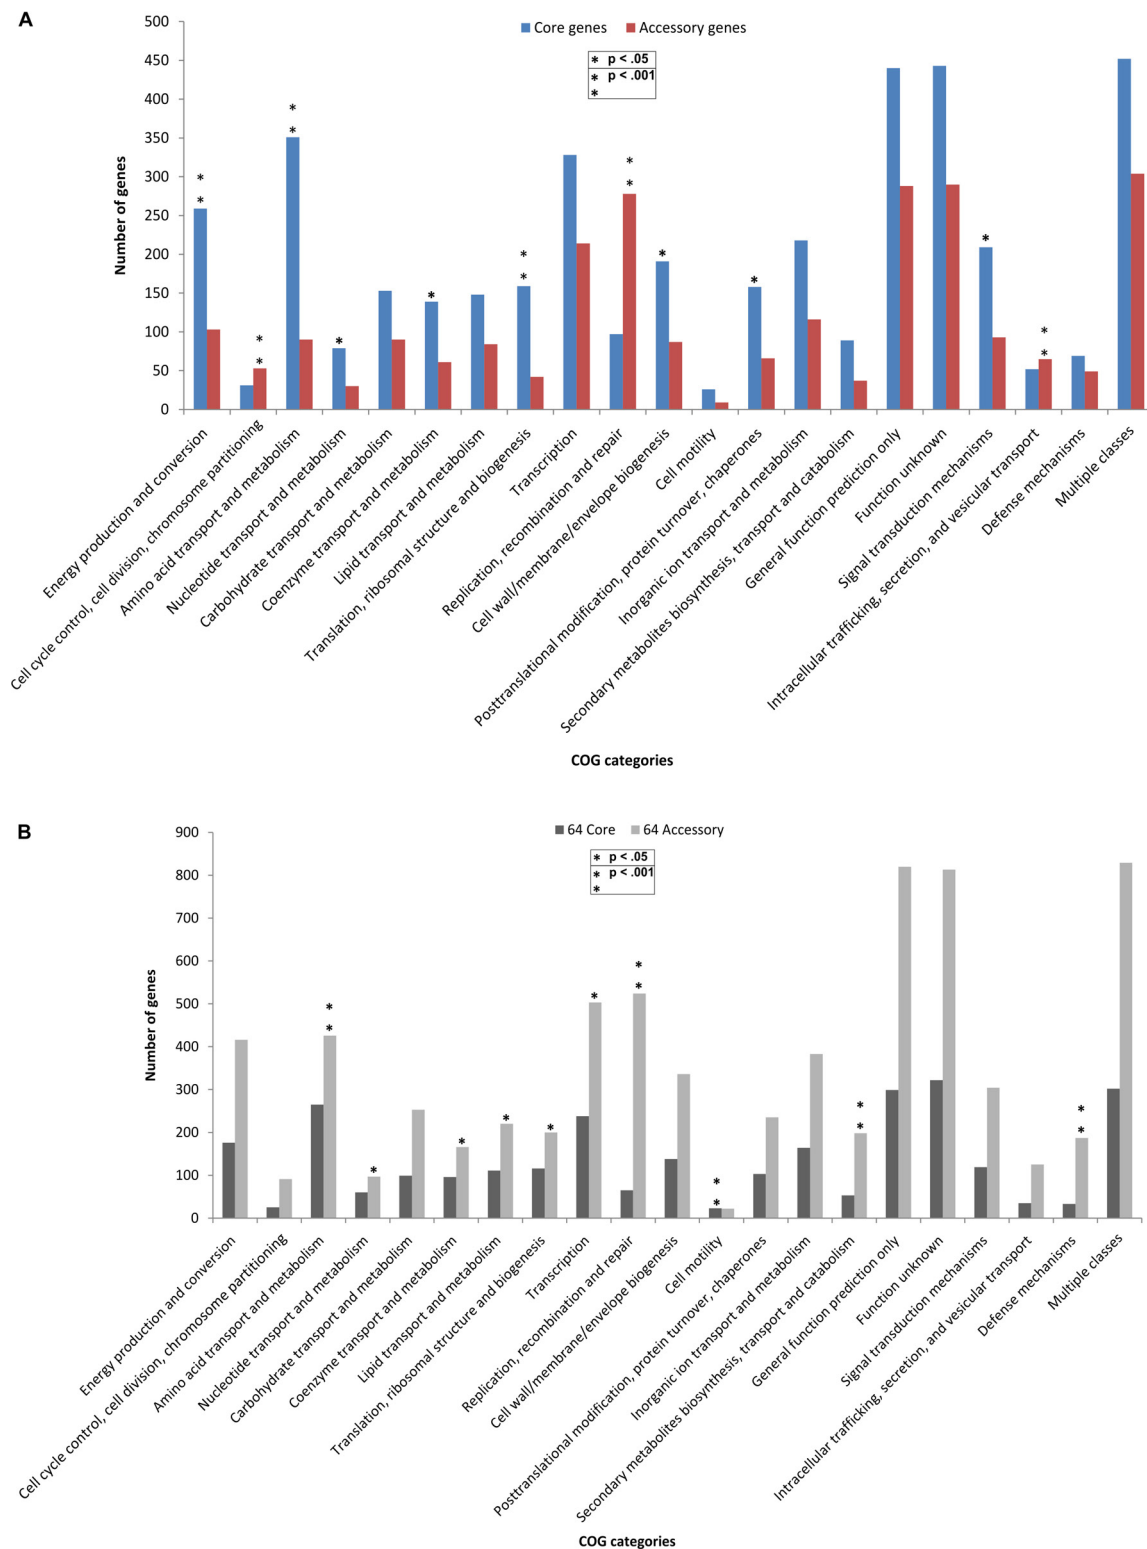 A
Core genes Accessory genes
* p < .05
* p < .001
*
Number of genes
500
450
400
350
300
250
200
150
100
50
0
* *
* *
* *
*
*
* *
* *
*
*
*
* *
Energy production and conversion
Cell cycle control, cell division, chromosome partitioning
Amino acid transport and metabolism
Nucleotide transport and metabolism
Carbohydrate transport and metabolism
Coenzyme transport and metabolism
Lipid transport and metabolism
Translation, ribosomal structure and biogenesis
Transcription
Replication, recombination and repair
Cell wall/membrane/envelope biogenesis
Cell motility
Posttranslational modification, protein turnover, chaperones
Inorganic ion transport and metabolism
Secondary metabolites biosynthesis, transport and catabolism
General function prediction only
Function unknown
Signal transduction mechanisms
Intracellular trafficking, secretion, and vesicular transport
Defense mechanisms
Multiple classes
COG categories
B
64 Core 64 Accessory
* p < .05
* p < .001
*
Number of genes
900
800
700
600
500
400
300
200
100
0
* *
*
*
*
*
*
* *
* *
* *
* *
Energy production and conversion
Cell cycle control, cell division, chromosome partitioning
Amino acid transport and metabolism
Nucleotide transport and metabolism
Carbohydrate transport and metabolism
Coenzyme transport and metabolism
Lipid transport and metabolism
Translation, ribosomal structure and biogenesis
Transcription
Replication, recombination and repair
Cell wall/membrane/envelope biogenesis
Cell motility
Posttranslational modification, protein turnover, chaperones
Inorganic ion transport and metabolism
Secondary metabolites biosynthesis, transport and catabolism
General function prediction only
Function unknown
Signal transduction mechanisms
Intracellular trafficking, secretion, and vesicular transport
Defense mechanisms
Multiple classes
COG categories